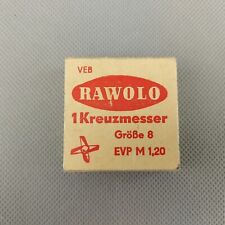 VEB
RAWOLO
1 Kreuzmesser
Größe 8
EVP M 1,20